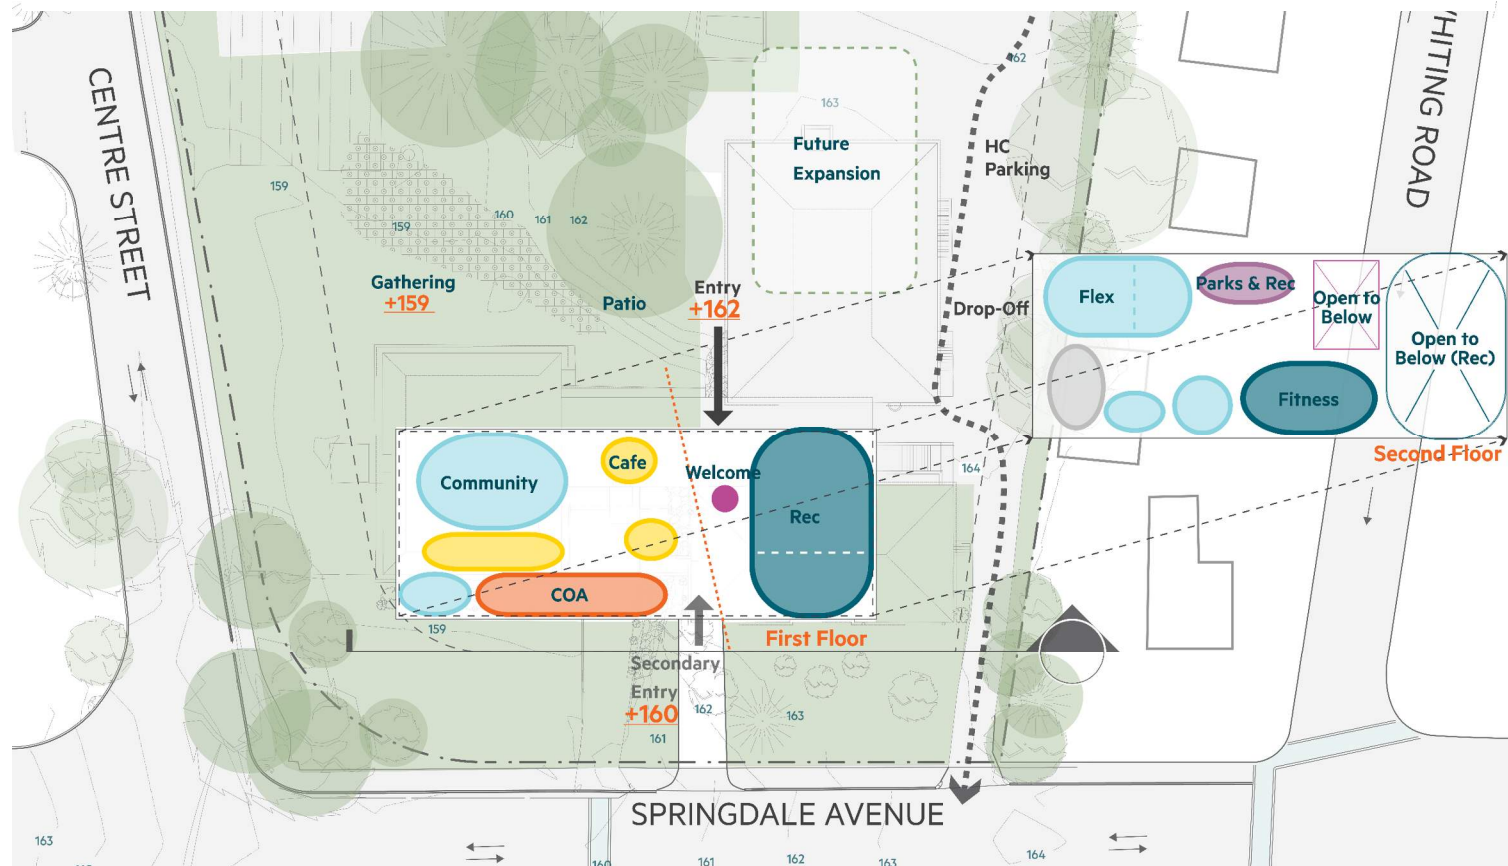 CENTRE STREET
WHITING ROAD
162
163
Future
Expansion
HC
Parking
159
160
161
162
159
Gathering
+159
Patio
Entry
+162
Drop-Off
Flex
Parks & Rec
Open to
Below
Open to
Below (Rec)
Fitness
Second Floor
Community
Cafe
Welcome
Rec
164
COA
159
First Floor
Secondary
Entry
+160
162
163
161
SPRINGDALE AVENUE
163
160
161
162
163
164